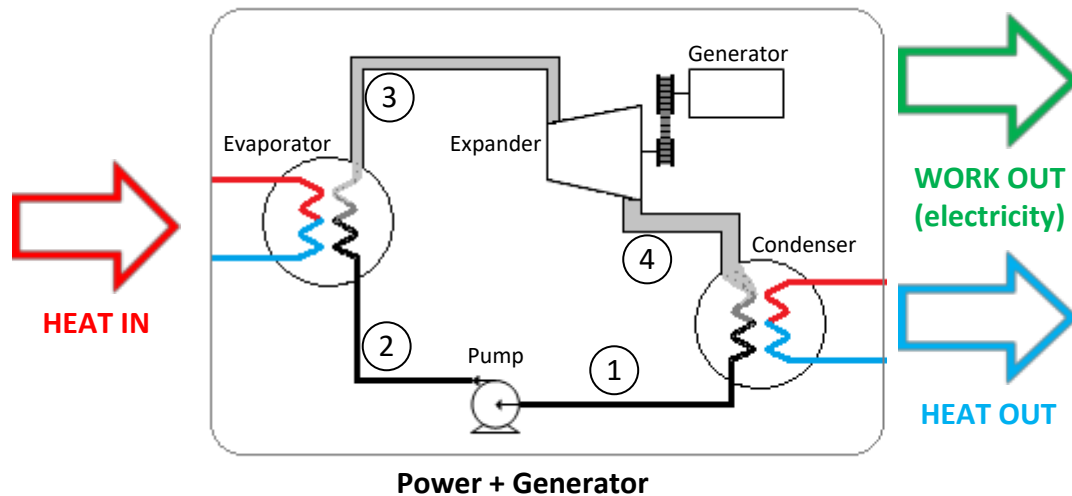 Generator
3
Evaporator
Expander
WORK OUT
(electricity)
4
Condenser
HEAT IN
2
Pump
1
HEAT OUT
Power + Generator